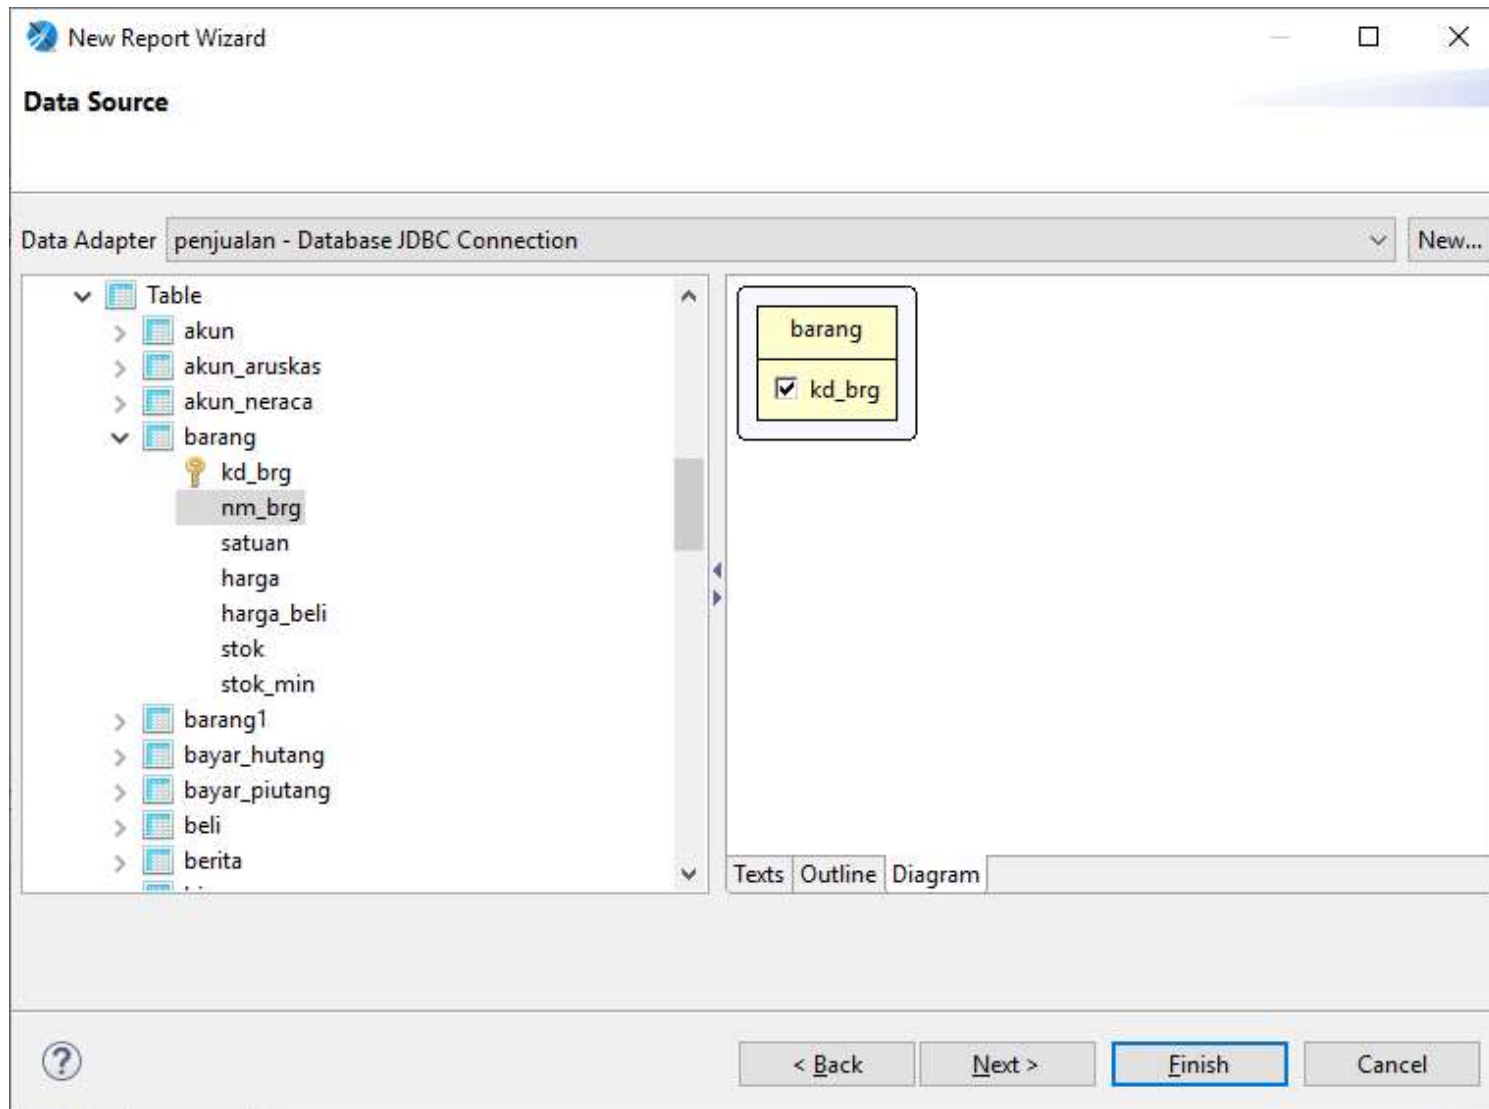 New Report Wizard
Data Source
Data Adapter penjualan - Database JDBC Connection New...
Table
akun
akun_aruskas
akun_neraca
barang
kd_brg
nm_brg
satuan
harga
harga_beli
stok
stok_min
barang1
bayar_hutang
bayar_piutang
beli
berita
barang
kd_brg
Texts Outline Diagram
< Back Next > Finish Cancel